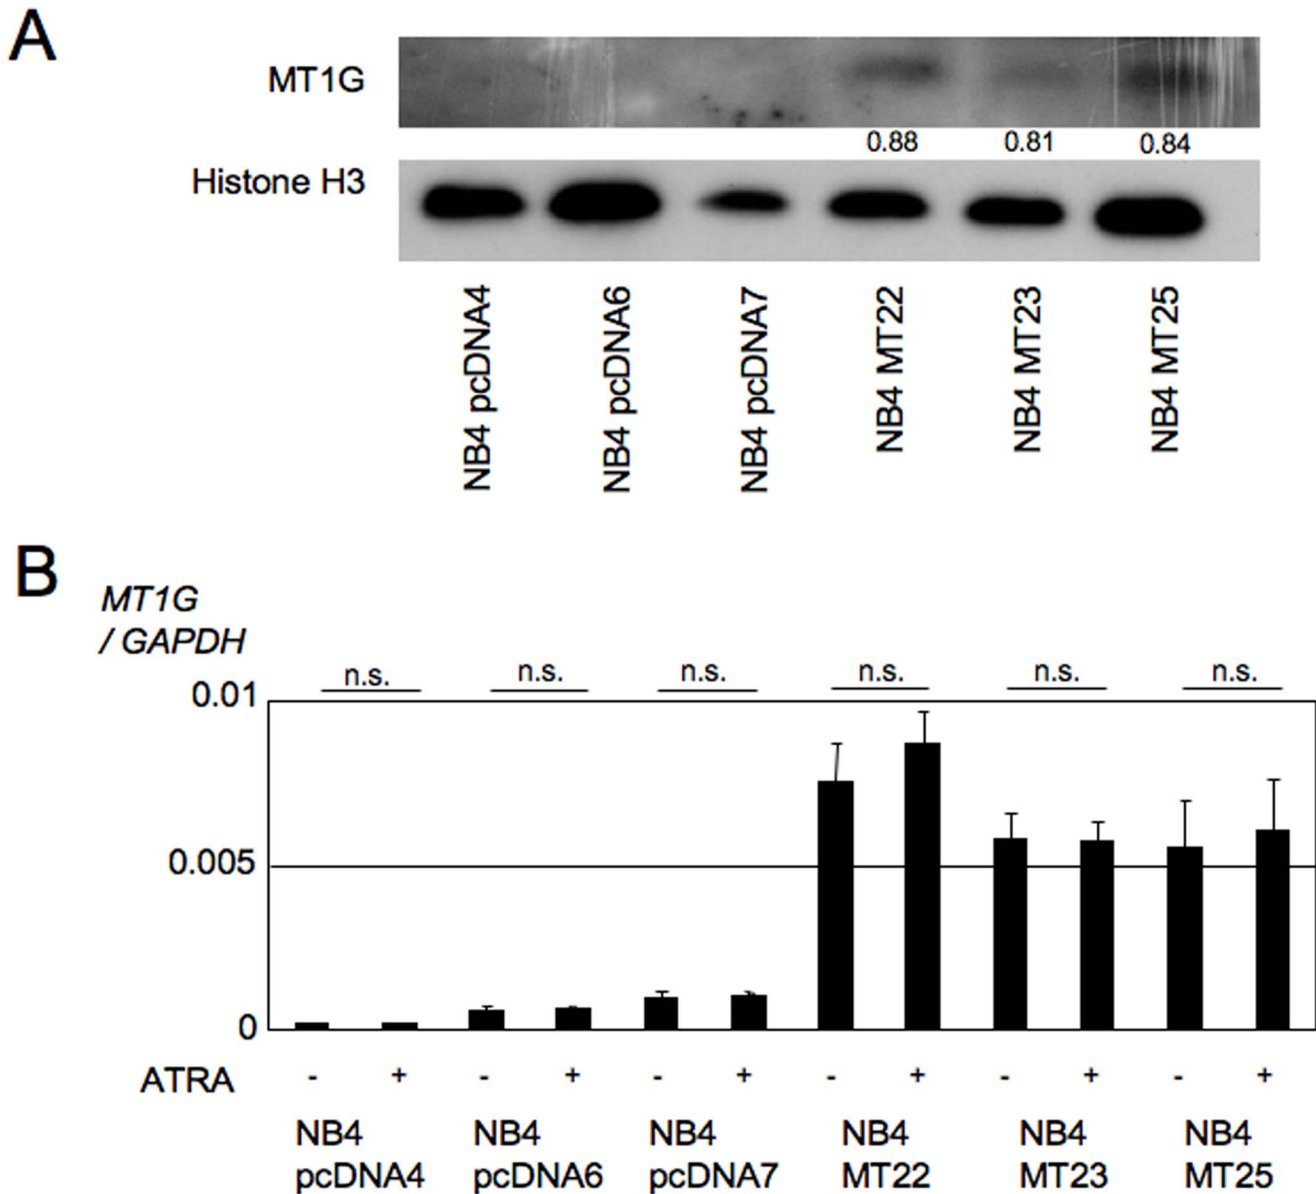 A
MT1G
0.88 0.81 0.84
Histone H3
NB4 pcDNA4
NB4 pcDNA6
NB4 pcDNA7
NB4 MT22
NB4 MT23
NB4 MT25
B
MT1G
/ GAPDH
n.s. n.s. n.s. n.s. n.s. n.s.
0.01
0.005
0
ATRA - + - + - + - + - + - +
NB4 NB4 NB4 NB4 NB4 NB4
pcDNA4 pcDNA6 pcDNA7 MT22 MT23 MT25